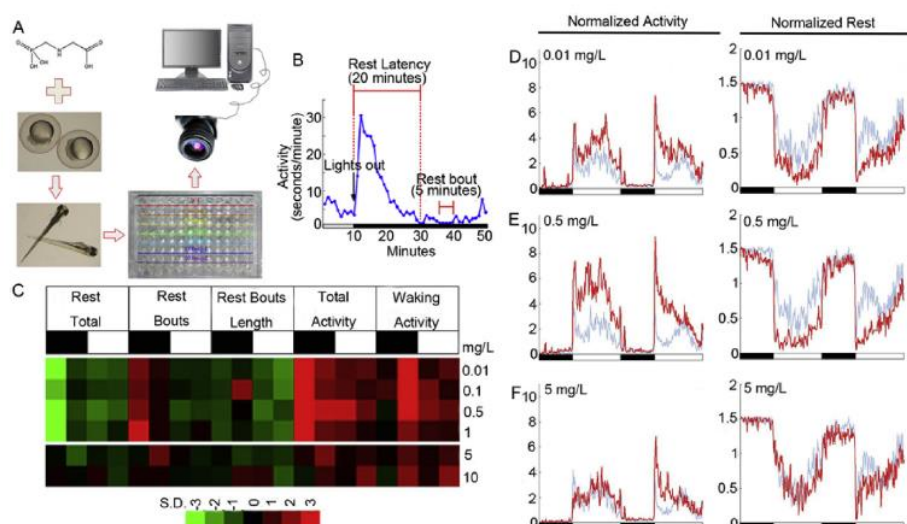 A
P
OH
OH
OH
B
Rest Latency
(20 minutes)
Activity
(seconds/minute)
30
20
10
0
Lights out
Rest bout
(5 minutes)
10
20
30
40
50
Minutes
C
Rest
Total
Rest
Bouts
Rest Bouts
Length
Total
Activity
Waking
Activity
mg/L
0.01
0.1
0.5
1
5
10
S.D.
-3
-2
-1
0
1
2
3
Normalized Activity
Normalized Rest
D
0.01 mg/L
10
8
6
4
2
0
0.01 mg/L
2
1.5
1
0.5
0
E
0.5 mg/L
10
8
6
4
2
0
0.5 mg/L
2
1.5
1
0.5
0
F
5 mg/L
10
8
6
4
2
0
5 mg/L
2
1.5
1
0.5
0